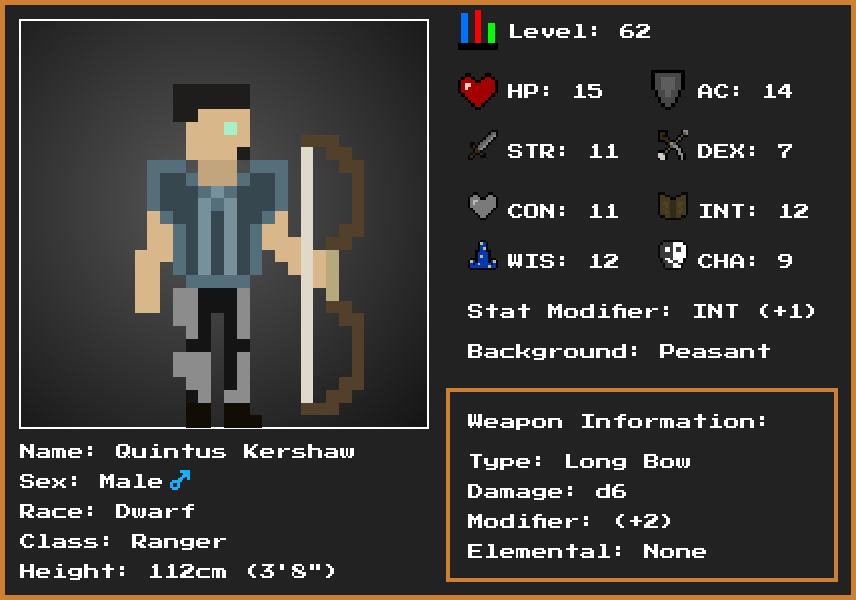 Level: 62
HP: 15
AC: 14
STR: 11
DEX: 7
CON: 11
INT: 12
WIS: 12
CHA: 9
Stat Modifier: INT (+1)
Background: Peasant
Weapon Information:
Type: Long Bow
Damage: d6
Modifier: (+2)
Elemental: None
Name: Quintus Kershaw
Sex: Male ♂
Race: Dwarf
Class: Ranger
Height: 112cm (3'8")